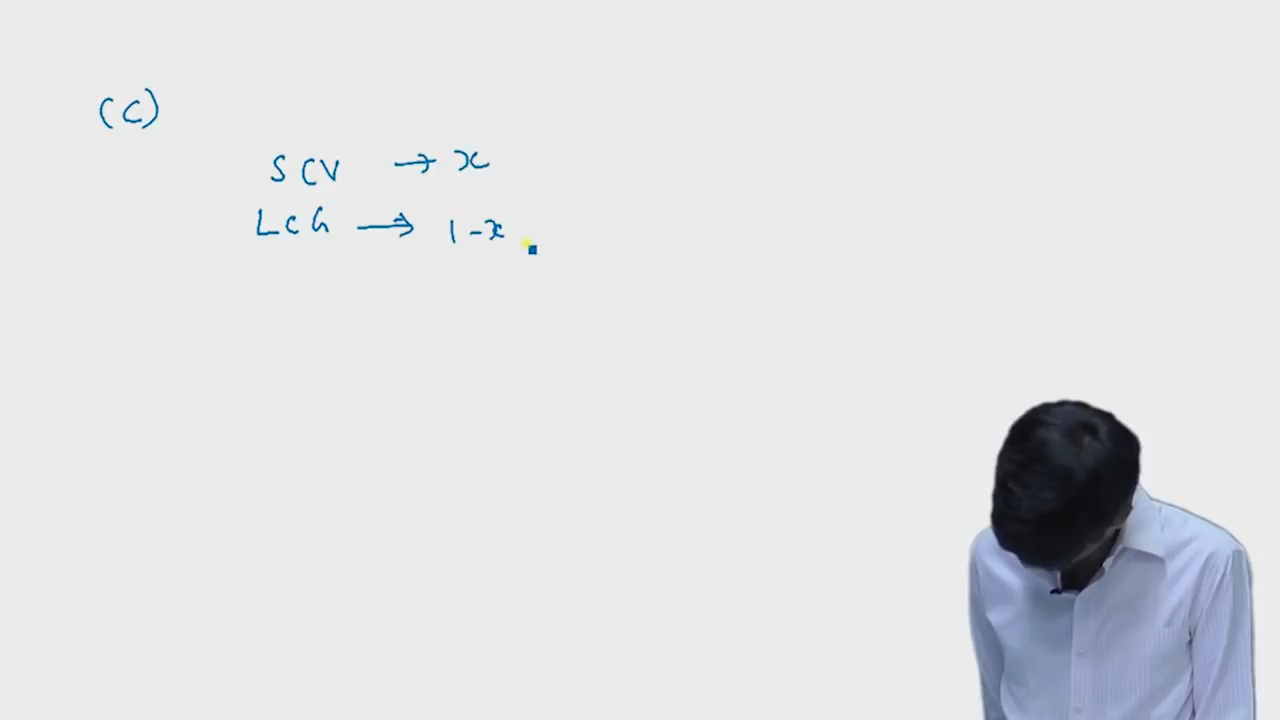 (C)
SCV → x
LCG → 1-x